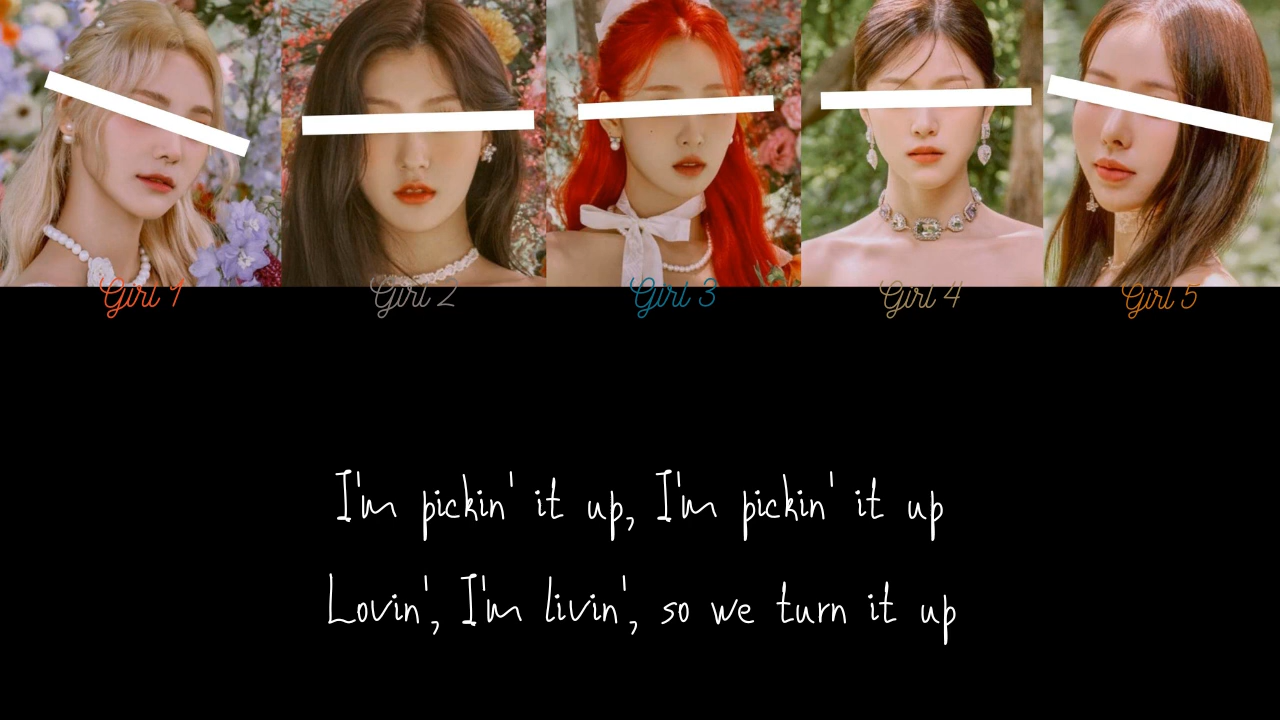 Girl 1 Girl 2 Girl 3 Girl 4 Girl 5
I'm pickin' it up, I'm pickin' it up
Lovin', I'm livin', so we turn it up